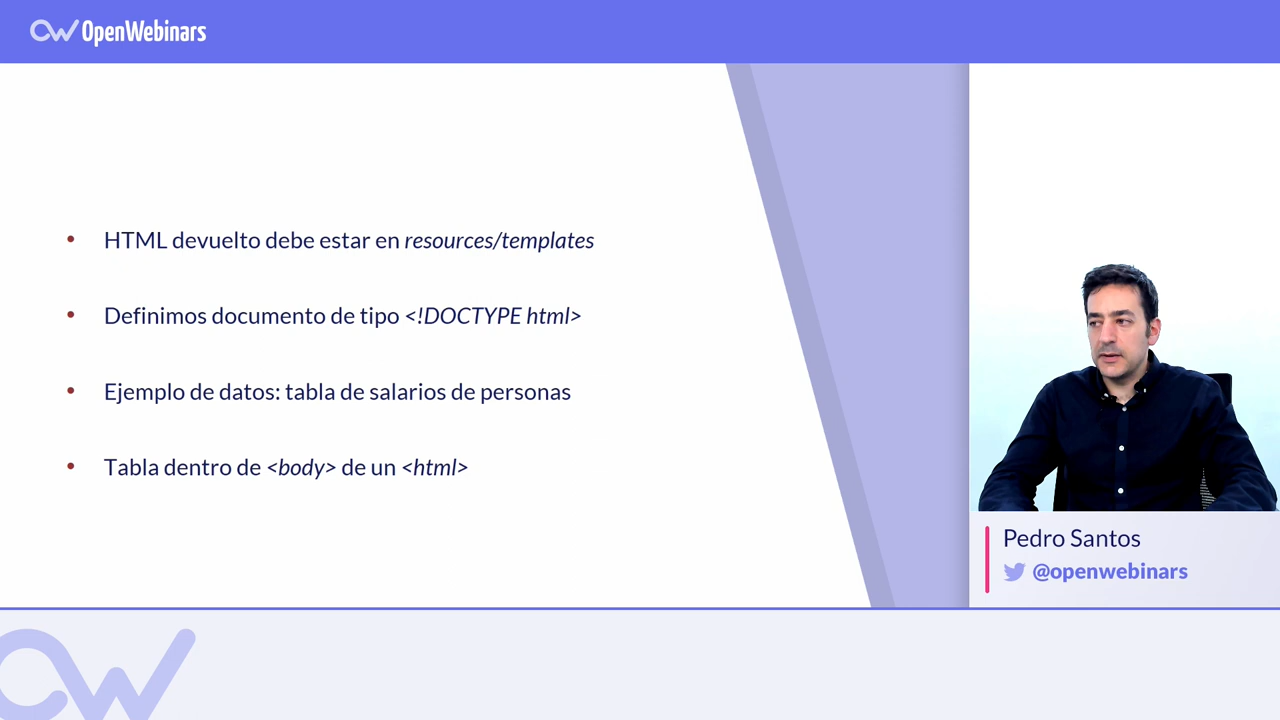 OpenWebinars
• HTML devuelto debe estar en resources/templates
• Definimos documento de tipo <!DOCTYPE html>
• Ejemplo de datos: tabla de salarios de personas
• Tabla dentro de <body> de un <html>
Pedro Santos
@openwebinars